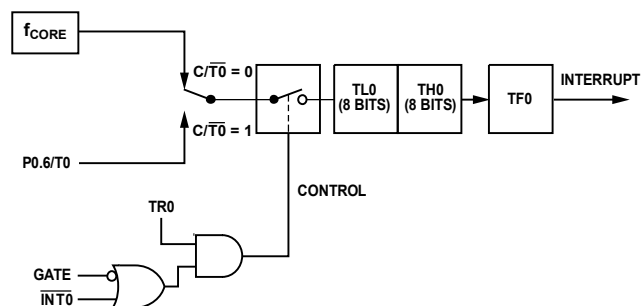 fCORE
C/T0̅ = 0
C/T0̅ = 1
P0.6/T0
TL0
(8 BITS)
TH0
(8 BITS)
TF0
INTERRUPT
CONTROL
TR0
GATE
I̅N̅T̅0̅